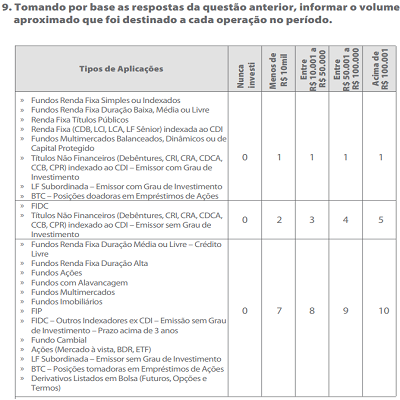 9. Tomando por base as respostas da questão anterior, informar o volume
aproximado que foi destinado a cada operação no período.
Tipos de Aplicações
Nunca
investi
Menos de
R$ 10mil
Entre
R$ 10.001 a
R$ 50.000
Entre
R$ 50.001 a
R$ 100.000
Acima de
R$ 100.001
» Fundos Renda Fixa Simples ou Indexados
» Fundos Renda Fixa Duração Baixa, Média ou Livre
» Renda Fixa Títulos Públicos
» Renda Fixa (CDB, LCI, LCA, LF Sênior) indexada ao CDI
» Fundos Multimercados Balanceados, Dinâmicos ou de
Capital Protegido
» Títulos Não Financeiros (Debêntures, CRI, CRA, CDCA,
CCB, CPR) indexado ao CDI – Emissor com Grau de
Investimento
» LF Subordinada – Emissor com Grau de Investimento
» BTC – Posições doadoras em Empréstimos de Ações
0 1 1 1 1
» FIDC
» Títulos Não Financeiros (Debêntures, CRI, CRA, CDCA,
CCB, CPR) indexado ao CDI – Emissor sem Grau de
Investimento
0 2 3 4 5
» Fundos Renda Fixa Duração Média ou Livre – Crédito
Livre
» Fundos Renda Fixa Duração Alta
» Fundos Ações
» Fundos com Alavancagem
» Fundos Multimercados
» Fundos Imobiliários
» FIP
» FIDC – Outros Indexadores ex CDI – Emissão sem Grau
de Investimento – Prazo acima de 3 anos
» Fundo Cambial
» Ações (Mercado à vista, BDR, ETF)
» LF Subordinada – Emissor sem Grau de Investimento
» BTC – Posições tomadoras em Empréstimos de Ações
» Derivativos Listados em Bolsa (Futuros, Opções e
Termos)
0 7 8 9 10